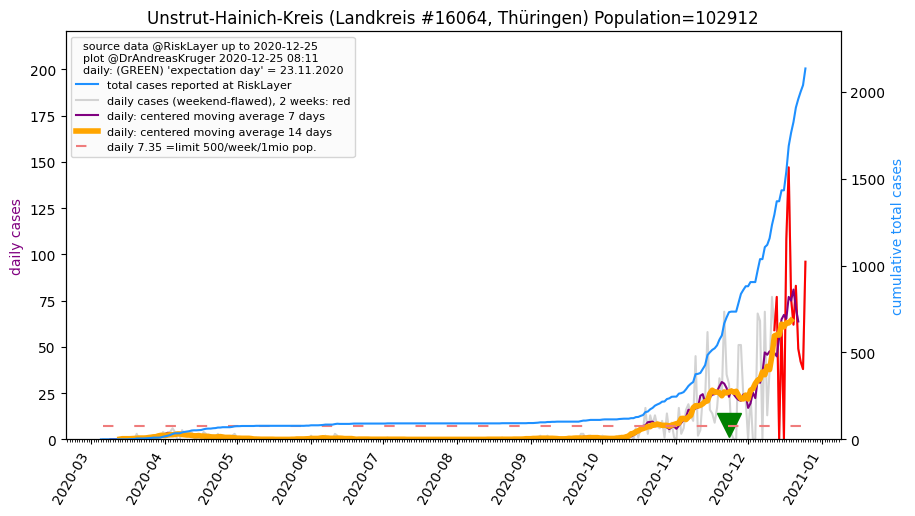 Unstrut-Hainich-Kreis (Landkreis #16064, Thüringen) Population=102912
source data @RiskLayer up to 2020-12-25
plot @DrAndreasKruger 2020-12-25 08:11
daily: (GREEN) 'expectation day' = 23.11.2020
total cases reported at RiskLayer
daily cases (weekend-flawed), 2 weeks: red
daily: centered moving average 7 days
daily: centered moving average 14 days
daily 7.35 =limit 500/week/1mio pop.
daily cases
200
175
150
125
100
75
50
25
0
2000
1500
1000
500
0
cumulative total cases
2020-03
2020-04
2020-05
2020-06
2020-07
2020-08
2020-09
2020-10
2020-11
2020-12
2021-01